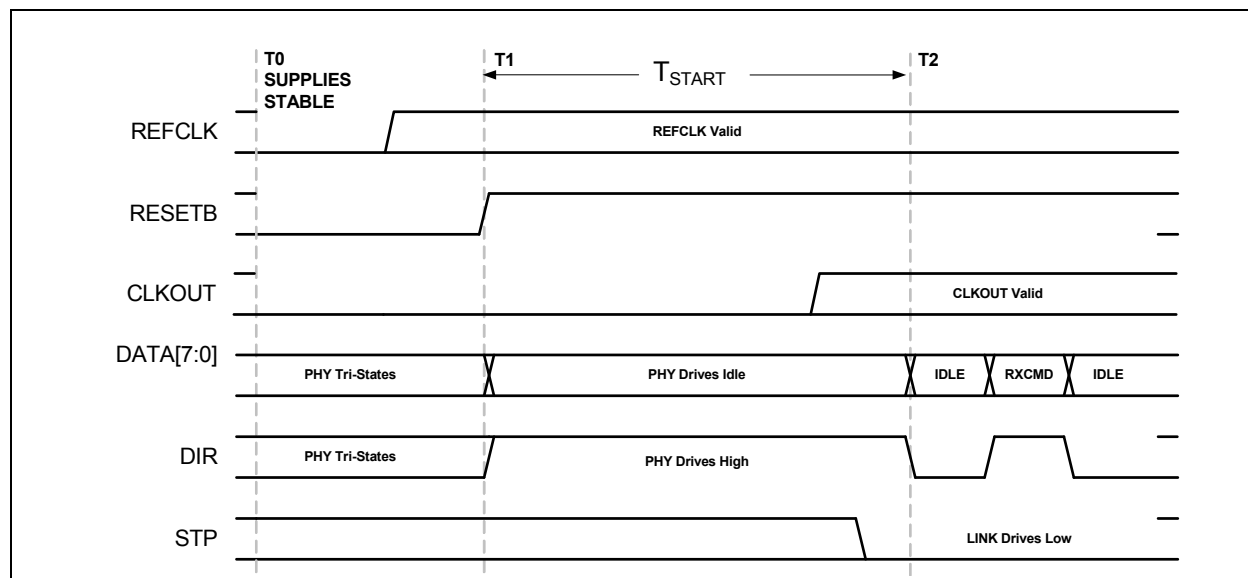 T0
SUPPLIES
STABLE
T1
TSTART
T2
REFCLK
REFCLK Valid
RESETB
CLKOUT
CLKOUT Valid
DATA[7:0]
PHY Tri-States
PHY Drives Idle
IDLE
RXCMD
IDLE
DIR
PHY Tri-States
PHY Drives High
STP
LINK Drives Low